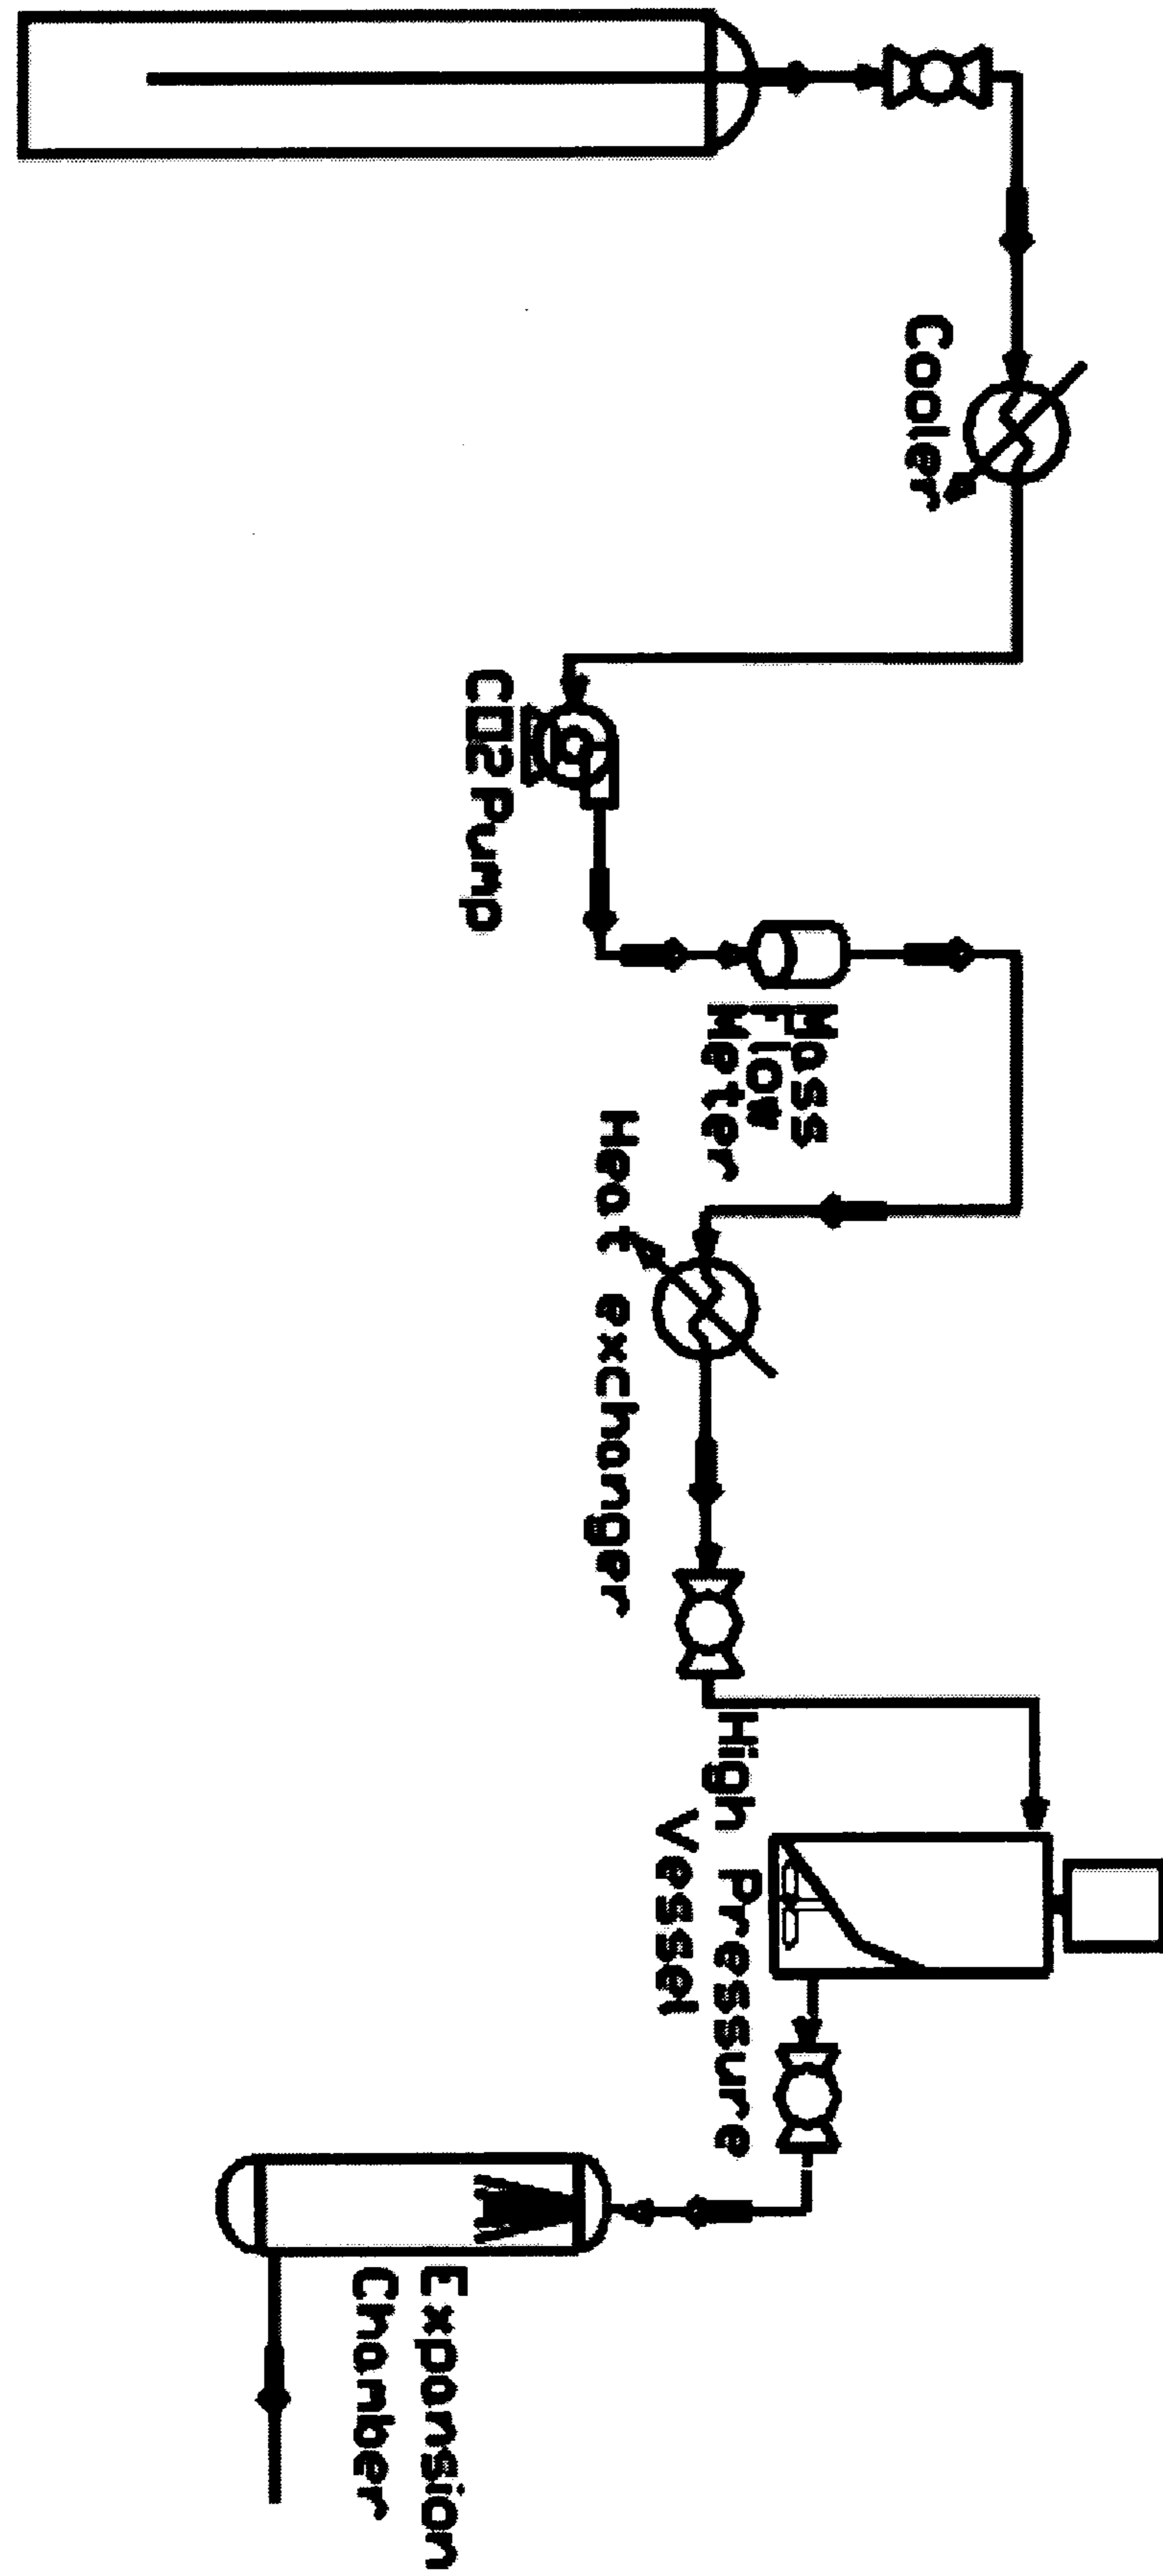 Cooler
CO2 Pump
Mass
Flow
Meter
Heat exchanger
High Pressure
Vessel
Expansion
Chamber